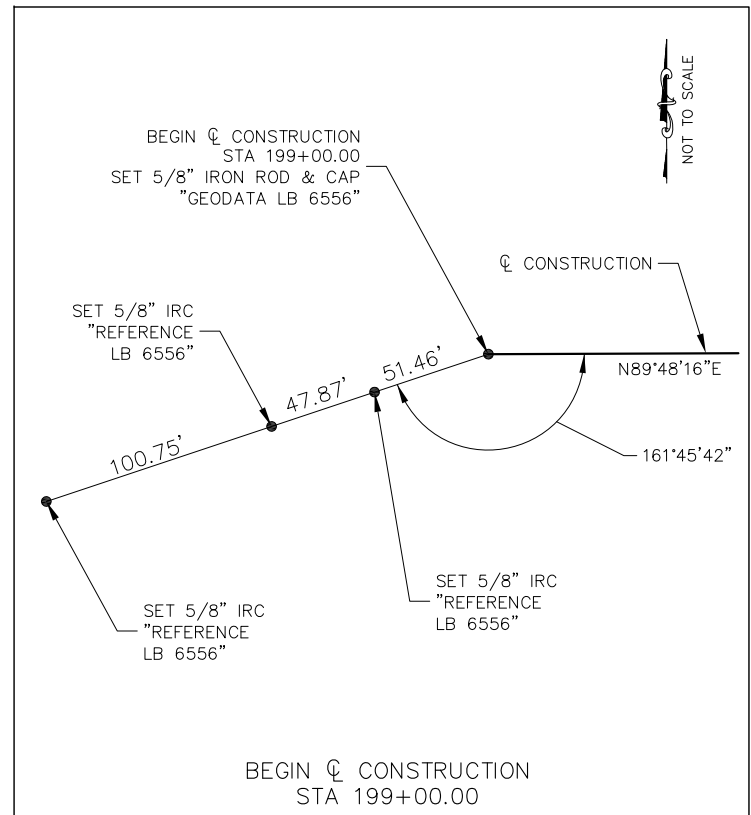 NOT TO SCALE
BEGIN ℄ CONSTRUCTION
STA 199+00.00
SET 5/8" IRON ROD & CAP
"GEODATA LB 6556"
℄ CONSTRUCTION
SET 5/8" IRC
"REFERENCE
LB 6556"
51.46'
N89°48'16"E
47.87'
100.75'
161°45'42"
SET 5/8" IRC
"REFERENCE
LB 6556"
SET 5/8" IRC
"REFERENCE
LB 6556"
BEGIN ℄ CONSTRUCTION
STA 199+00.00